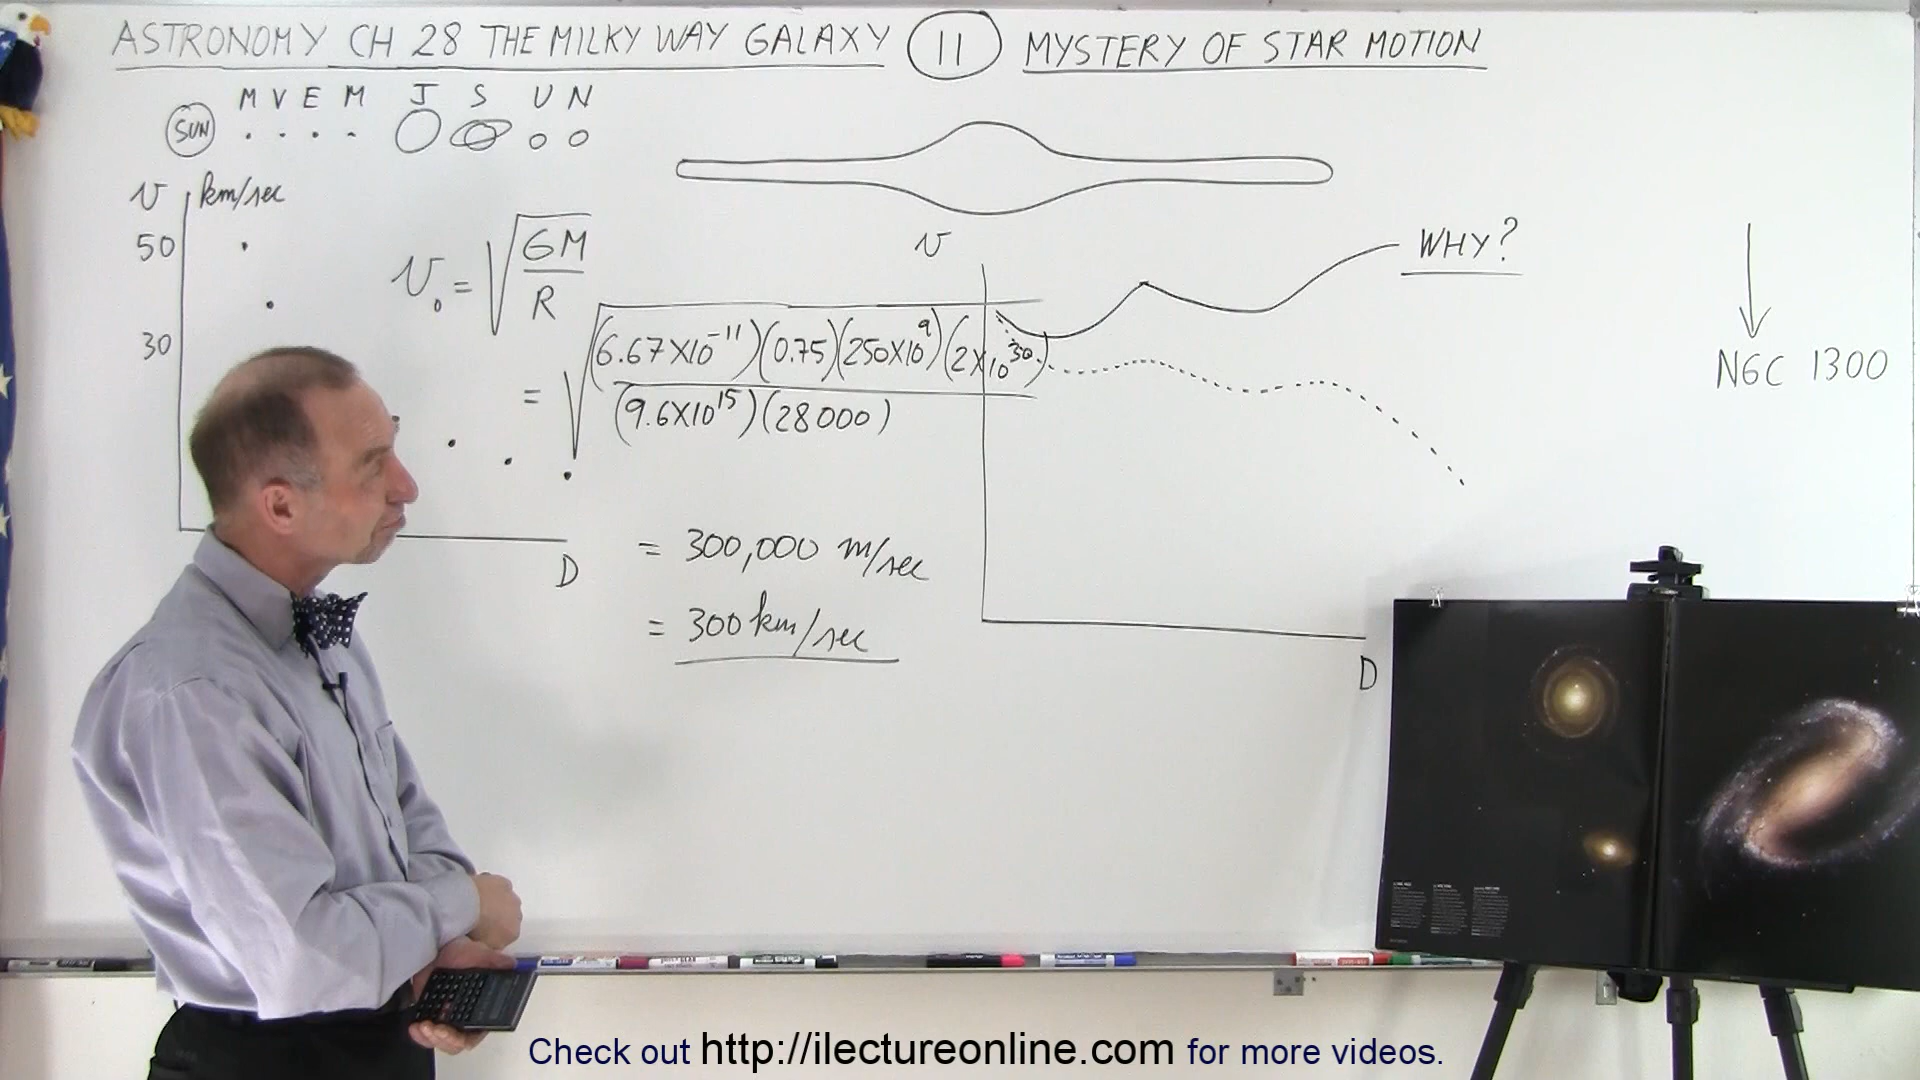 ASTRONOMY CH 28 THE MILKY WAY GALAXY 11 MYSTERY OF STAR MOTION
M V E M J S U N
SUN
v km/sec
50
30
D
v₀ = √(GM/R)
= √((6.67×10⁻¹¹)(0.75)(250×10⁹)(2×10³⁰)/(9.6×10¹⁵)(28000))
= 300,000 m/sec
= 300 km/sec
v
WHY?
D
NGC 1300
Check out http://ilectureonline.com for more videos.